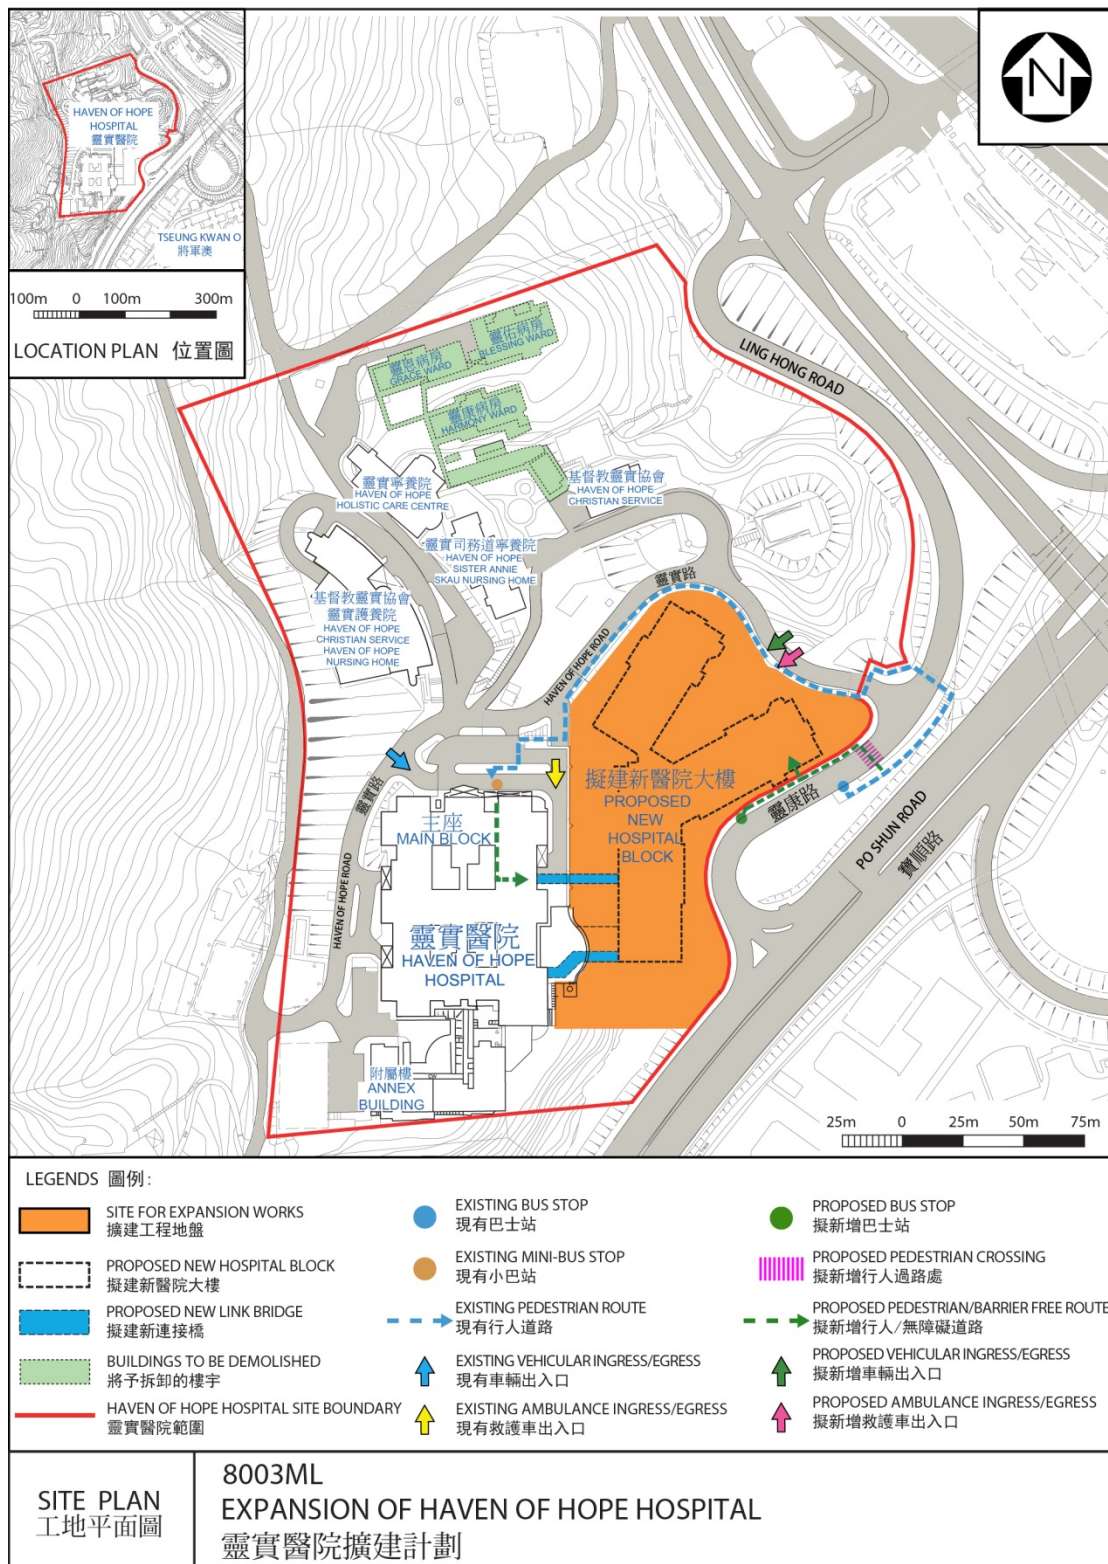 HAVEN OF HOPE
HOSPITAL
靈實醫院
TSEUNG KWAN O
將軍澳
100m 0 100m 300m
LOCATION PLAN 位置圖
N
靈佑病房
BLESSING WARD
靈恩病房
GRACE WARD
靈康病房
HARMONY WARD
LING HONG ROAD
靈實寧養院
HAVEN OF HOPE
HOLISTIC CARE CENTRE
基督教靈實協會
HAVEN OF HOPE
CHRISTIAN SERVICE
靈實司務道寧養院
HAVEN OF HOPE
SISTER ANNIE
SKAU NURSING HOME
基督教靈實協會
靈實護養院
HAVEN OF HOPE
CHRISTIAN SERVICE
HAVEN OF HOPE
NURSING HOME
靈實路
HAVEN OF HOPE ROAD
靈實路
HAVEN OF HOPE ROAD
主座
MAIN BLOCK
擬建新醫院大樓
PROPOSED
NEW
HOSPITAL
BLOCK
靈康路
PO SHUN ROAD
寶順路
靈實醫院
HAVEN OF HOPE
HOSPITAL
附屬樓
ANNEX
BUILDING
25m 0 25m 50m 75m
LEGENDS 圖例:
SITE FOR EXPANSION WORKS
擴建工程地盤
PROPOSED NEW HOSPITAL BLOCK
擬建新醫院大樓
PROPOSED NEW LINK BRIDGE
擬建新連接橋
BUILDINGS TO BE DEMOLISHED
將予拆卸的樓宇
HAVEN OF HOPE HOSPITAL SITE BOUNDARY
靈實醫院範圍
EXISTING BUS STOP
現有巴士站
EXISTING MINI-BUS STOP
現有小巴站
EXISTING PEDESTRIAN ROUTE
現有行人道路
EXISTING VEHICULAR INGRESS/EGRESS
現有車輛出入口
EXISTING AMBULANCE INGRESS/EGRESS
現有救護車出入口
PROPOSED BUS STOP
擬新增巴士站
PROPOSED PEDESTRIAN CROSSING
擬新增行人過路處
PROPOSED PEDESTRIAN/BARRIER FREE ROUTE
擬新增行人/無障礙道路
PROPOSED VEHICULAR INGRESS/EGRESS
擬新增車輛出入口
PROPOSED AMBULANCE INGRESS/EGRESS
擬新增救護車出入口
SITE PLAN
工地平面圖
8003ML
EXPANSION OF HAVEN OF HOPE HOSPITAL
靈實醫院擴建計劃